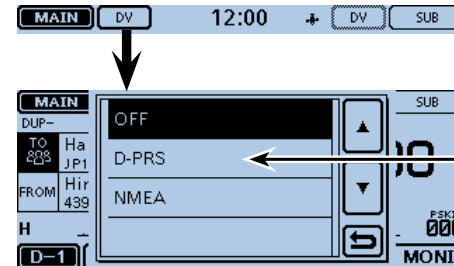 MAIN DV 12:00 DV SUB
MAIN SUB
DUP-
OFF
TO Ha
JP1
D-PRS
FROM Hir
439
NMEA
H
PSK
D-1 MONI